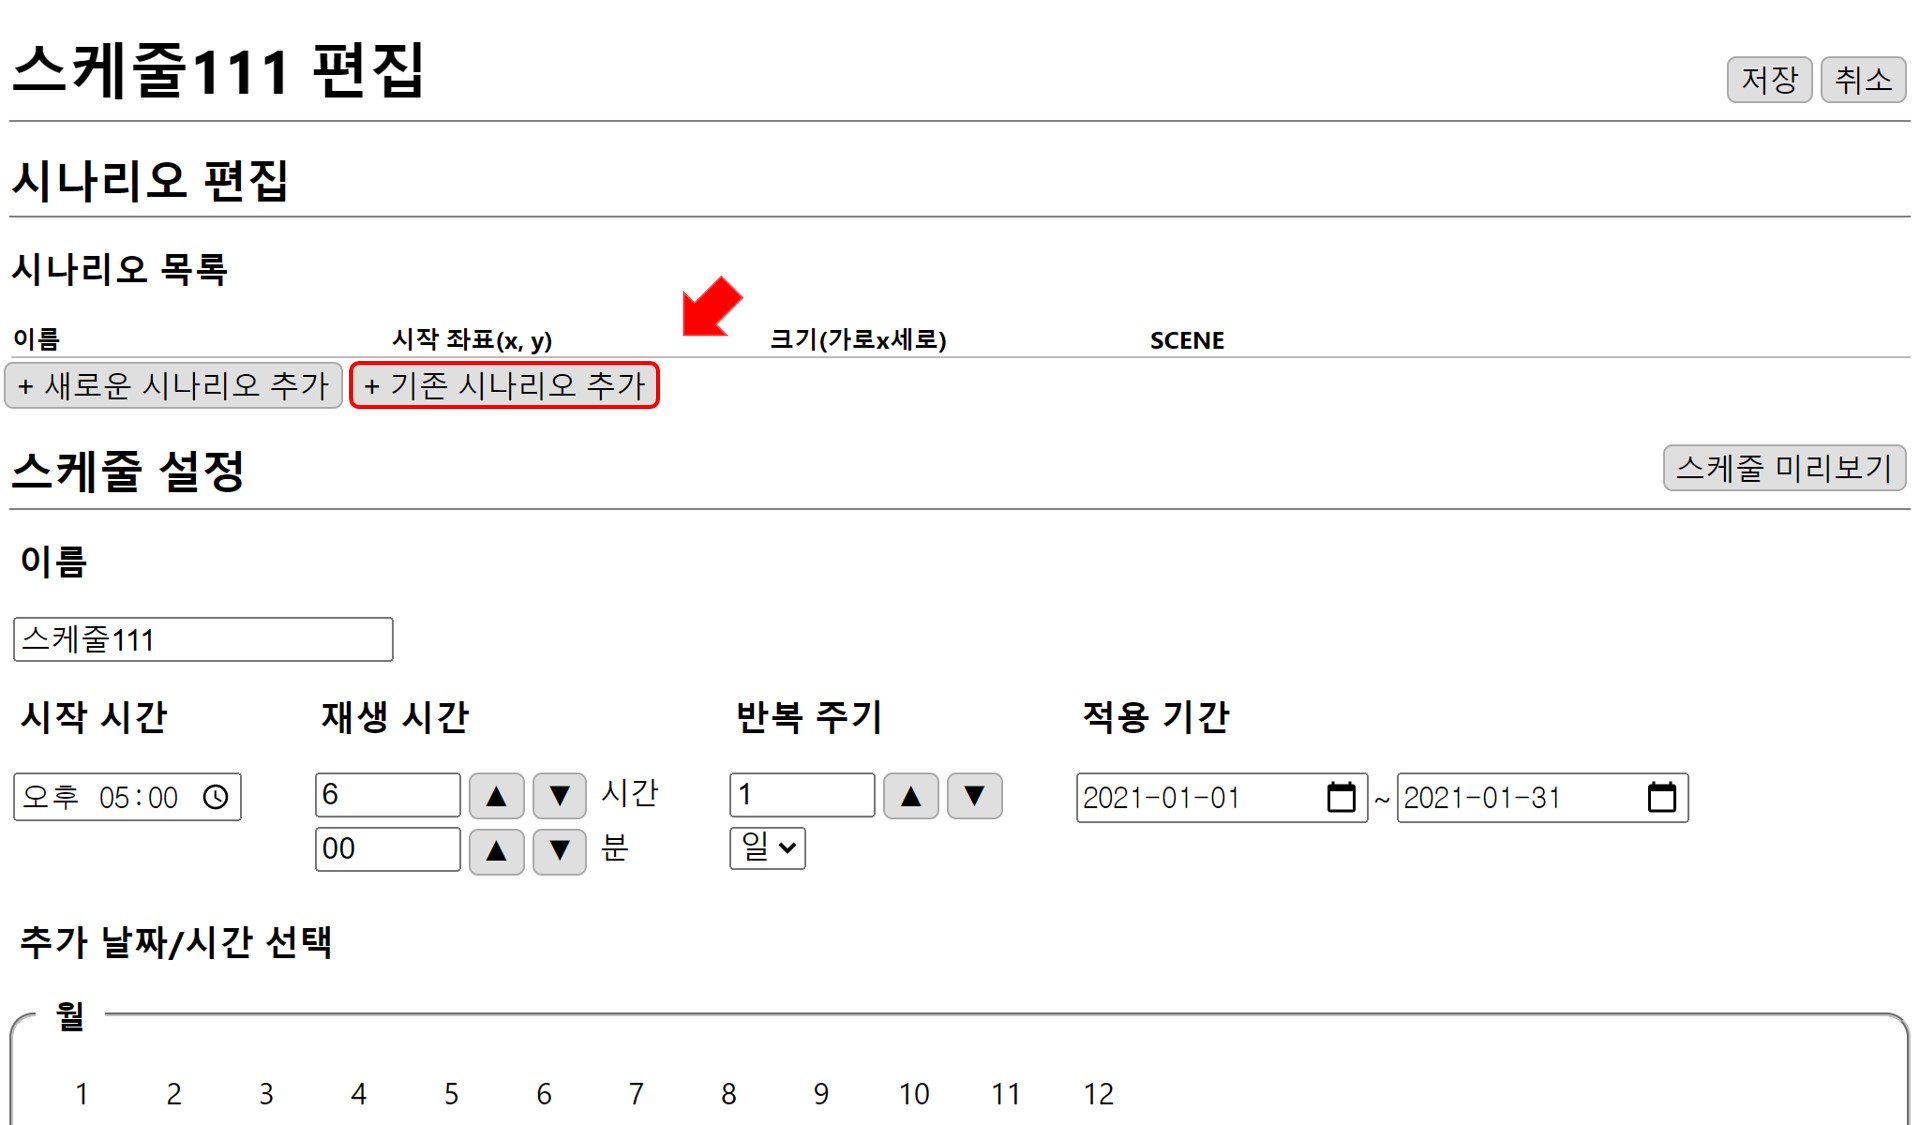 스케줄111 편집
저장 취소
시나리오 편집
시나리오 목록
이름 시작 좌표(x, y) 크기(가로x세로) SCENE
+ 새로운 시나리오 추가 + 기존 시나리오 추가
스케줄 설정 스케줄 미리보기
이름
스케줄111
시작 시간 재생 시간 반복 주기 적용 기간
오후 05:00 6 ▲ ▼ 시간 1 ▲ ▼ 2021-01-01 ~ 2021-01-31
00 ▲ ▼ 분 일
추가 날짜/시간 선택
월
1 2 3 4 5 6 7 8 9 10 11 12